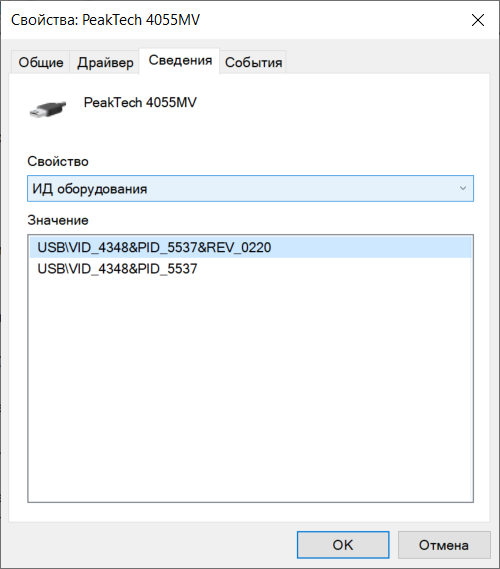 Свойства: PeakTech 4055MV
Общие Драйвер Сведения События
PeakTech 4055MV
Свойство
ИД оборудования
Значение
USB\VID_4348&PID_5537&REV_0220
USB\VID_4348&PID_5537
OK Отмена